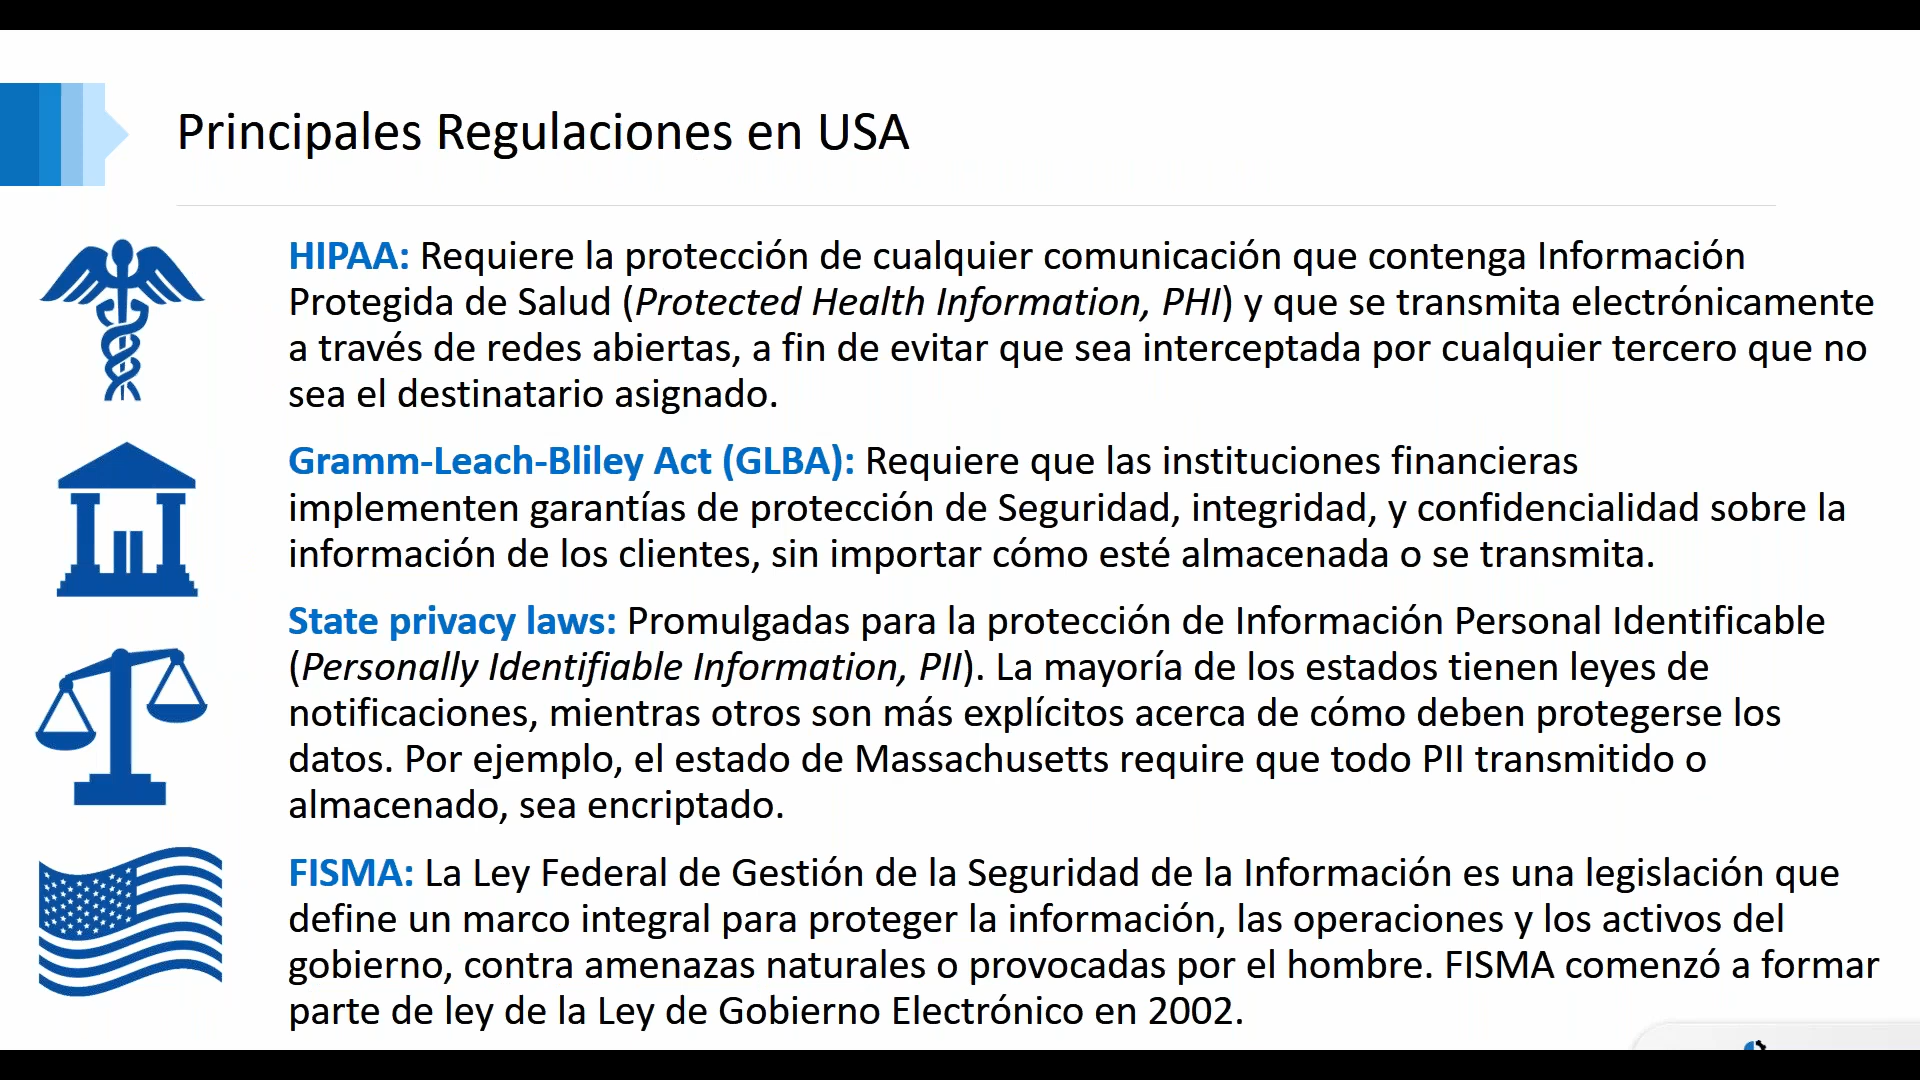 Principales Regulaciones en USA
HIPAA: Requiere la protección de cualquier comunicación que contenga Información
Protegida de Salud (Protected Health Information, PHI) y que se transmita electrónicamente
a través de redes abiertas, a fin de evitar que sea interceptada por cualquier tercero que no
sea el destinatario asignado.
Gramm-Leach-Bliley Act (GLBA): Requiere que las instituciones financieras
implementen garantías de protección de Seguridad, integridad, y confidencialidad sobre la
información de los clientes, sin importar cómo esté almacenada o se transmita.
State privacy laws: Promulgadas para la protección de Información Personal Identificable
(Personally Identifiable Information, PII). La mayoría de los estados tienen leyes de
notificaciones, mientras otros son más explícitos acerca de cómo deben protegerse los
datos. Por ejemplo, el estado de Massachusetts require que todo PII transmitido o
almacenado, sea encriptado.
FISMA: La Ley Federal de Gestión de la Seguridad de la Información es una legislación que
define un marco integral para proteger la información, las operaciones y los activos del
gobierno, contra amenazas naturales o provocadas por el hombre. FISMA comenzó a formar
parte de ley de la Ley de Gobierno Electrónico en 2002.